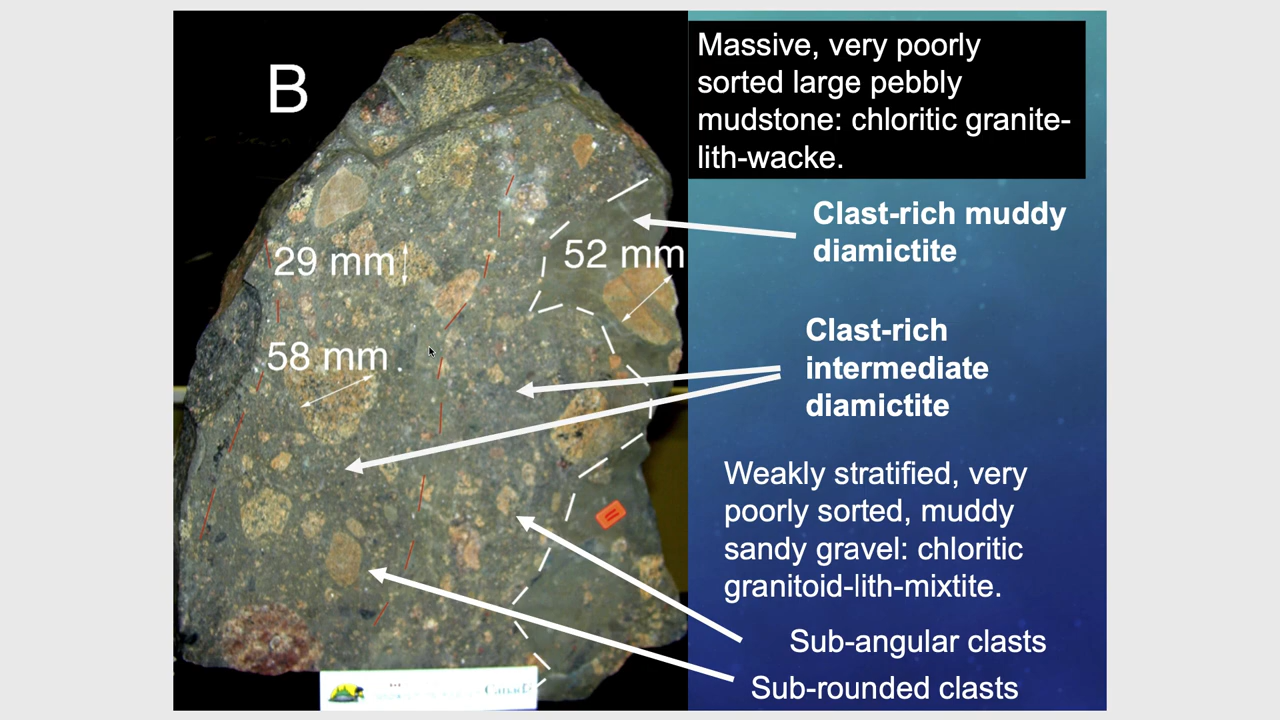 B
Massive, very poorly
sorted large pebbly
mudstone: chloritic granite-
lith-wacke.
Clast-rich muddy
diamictite
29 mm
52 mm
Clast-rich
intermediate
diamictite
58 mm
Weakly stratified, very
poorly sorted, muddy
sandy gravel: chloritic
granitoid-lith-mixtite.
Sub-angular clasts
Sub-rounded clasts
Canada